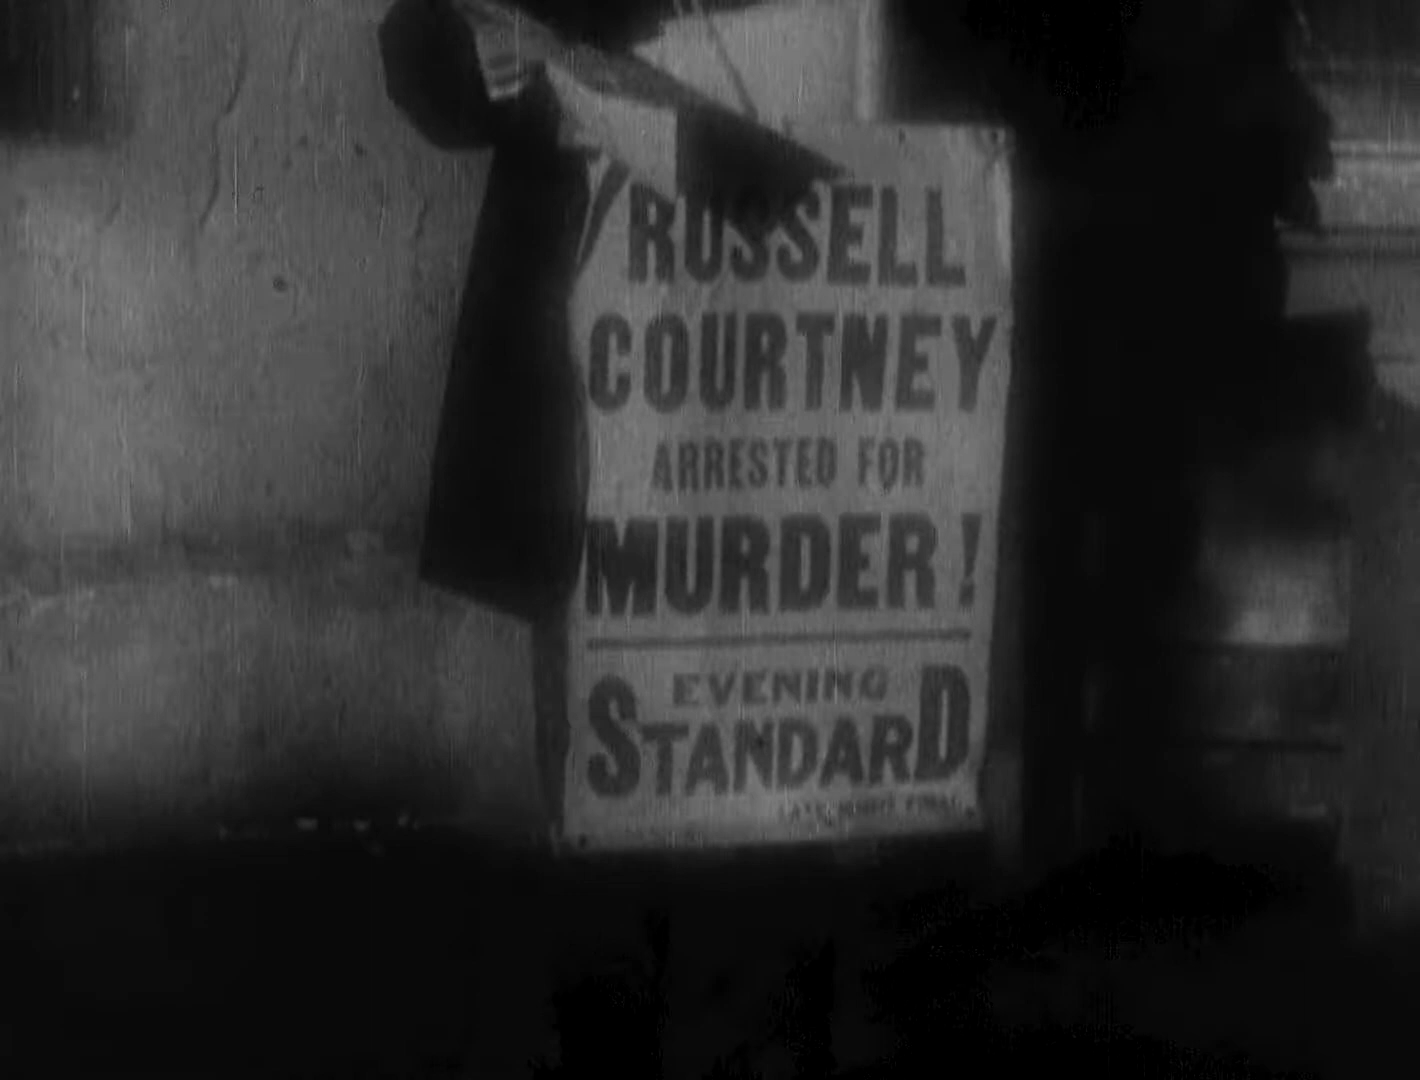 RUSSELL
COURTNEY
ARRESTED FOR
MURDER!
EVENING
STANDARD